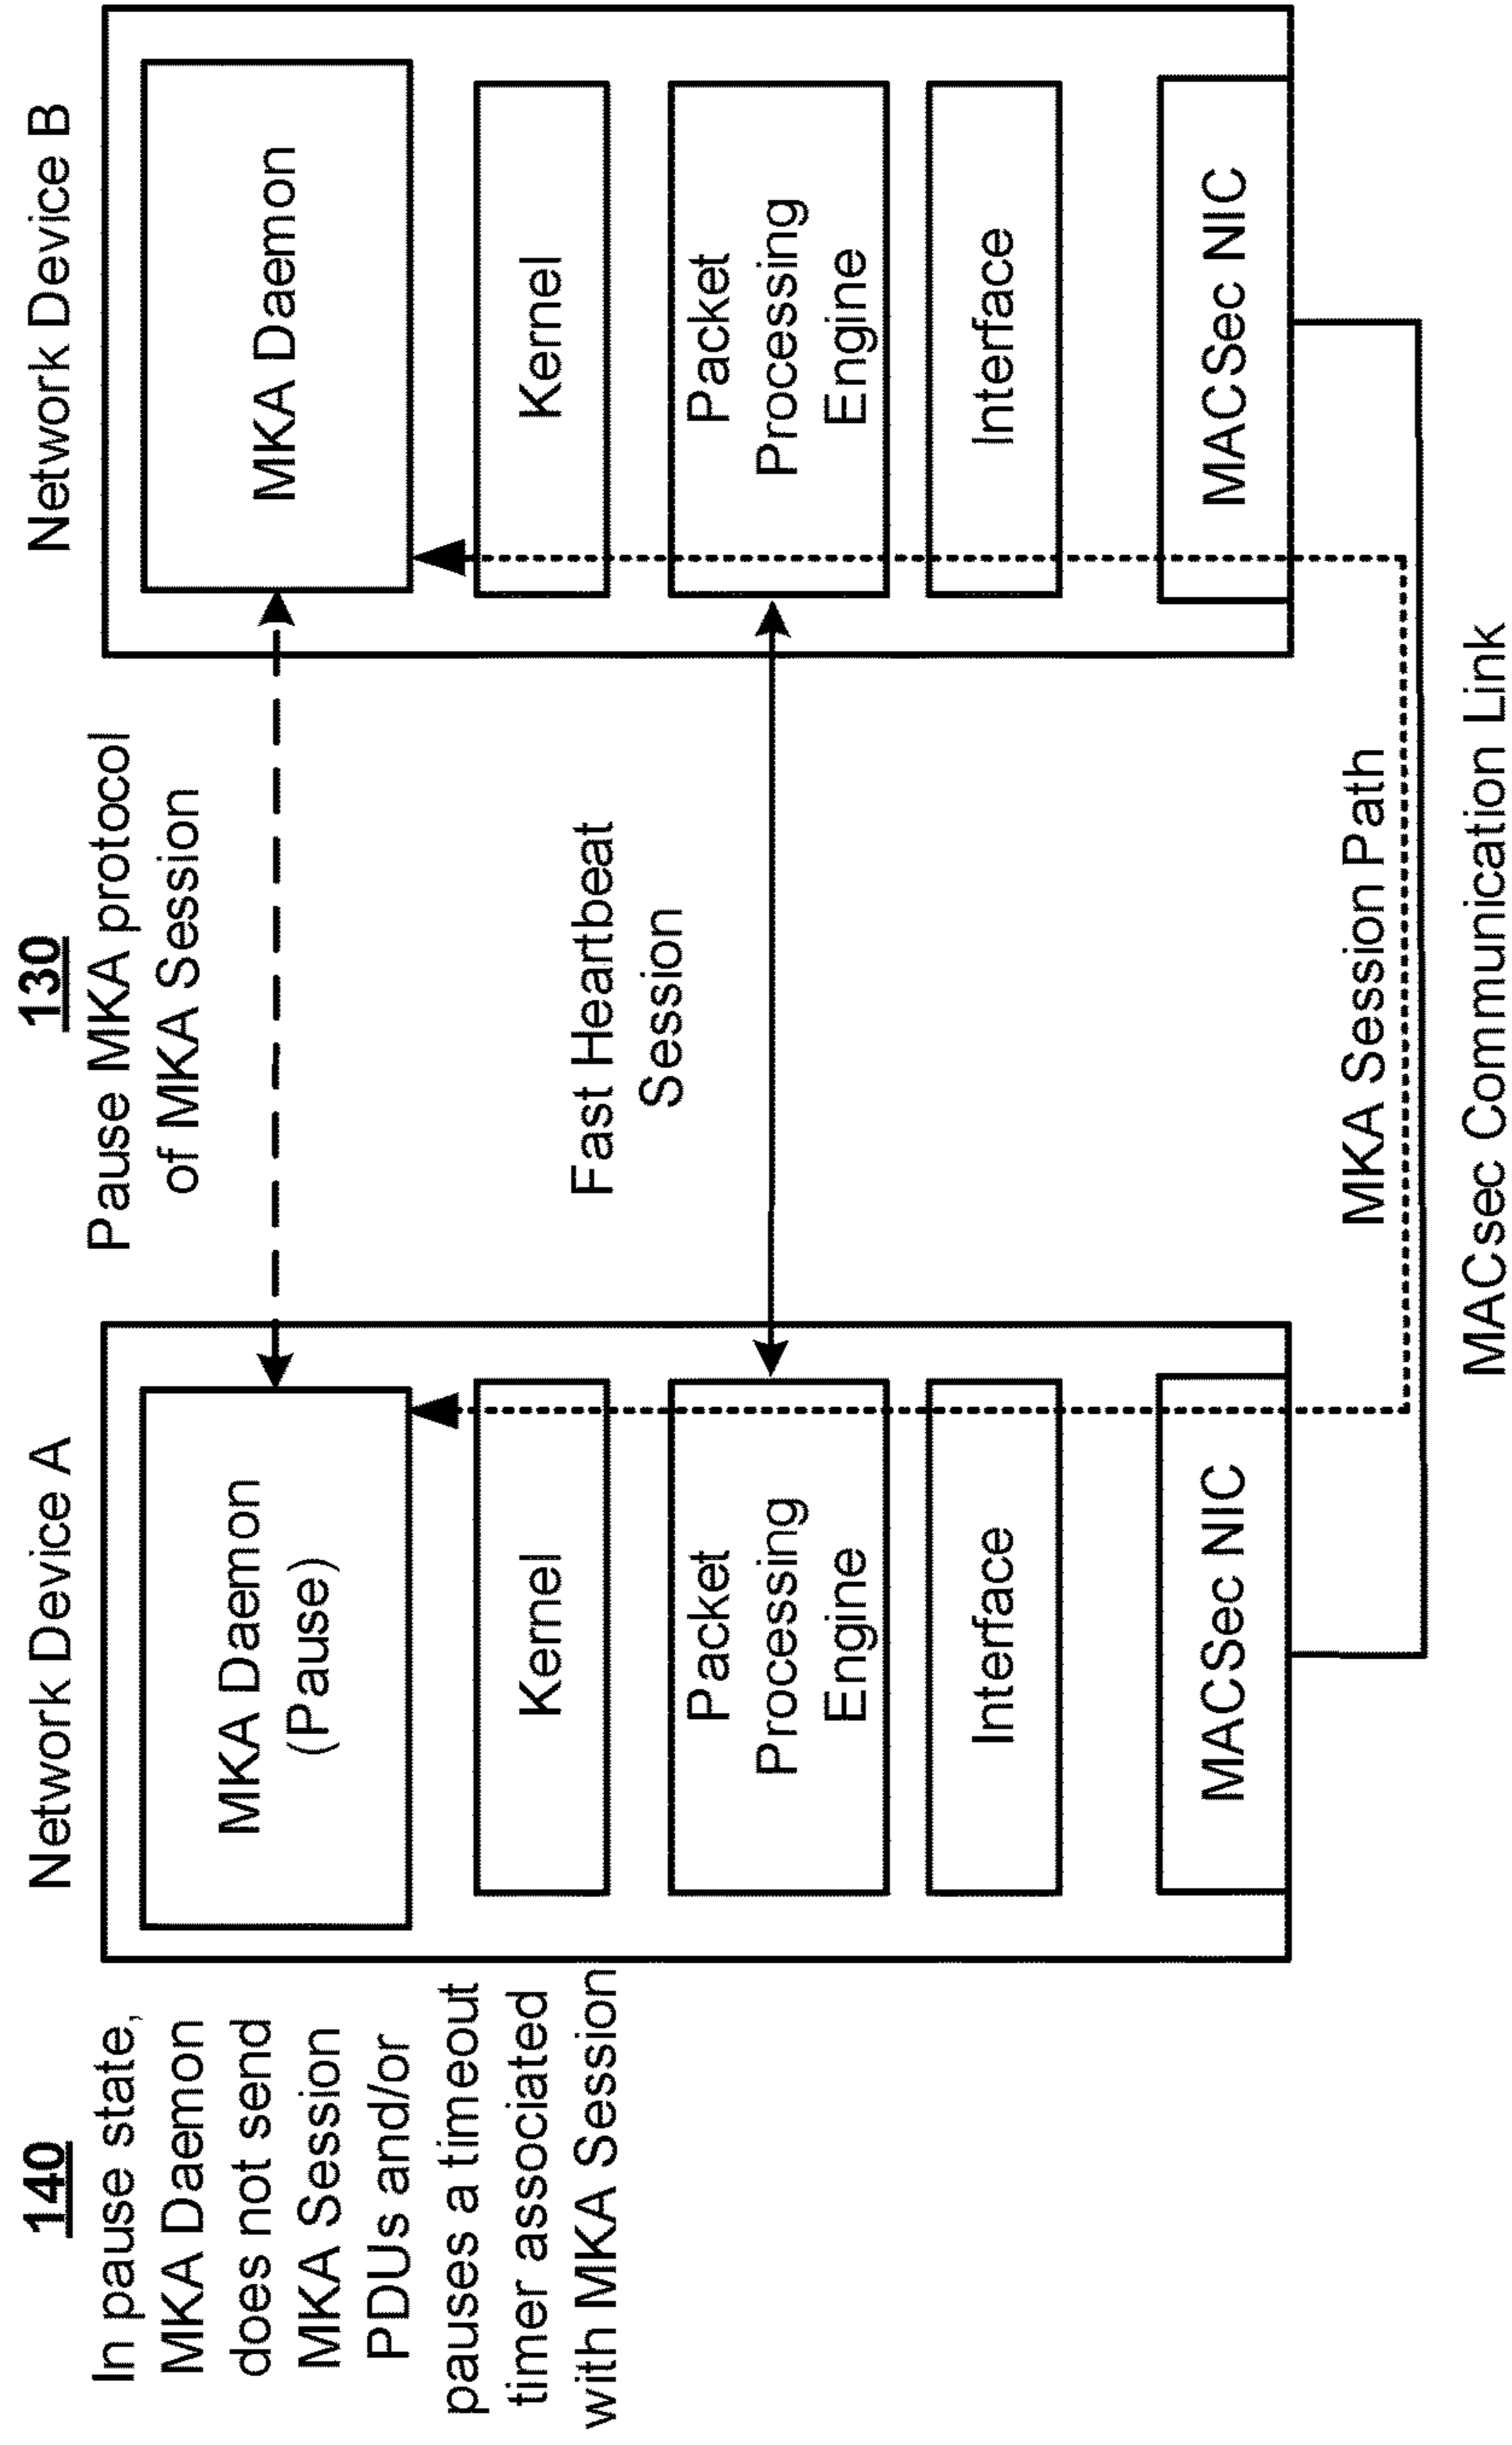 140
In pause state,
MKA Daemon
does not send
MKA Session
PDUs and/or
pauses a timeout
timer associated
with MKA Session
Network Device A
MKA Daemon
(Pause)
Kernel
Packet
Processing
Engine
Interface
MACSec NIC
130
Pause MKA protocol
of MKA Session
Fast Heartbeat
Session
MKA Session Path
MACsec Communication Link
Network Device B
MKA Daemon
Kernel
Packet
Processing
Engine
Interface
MACSec NIC